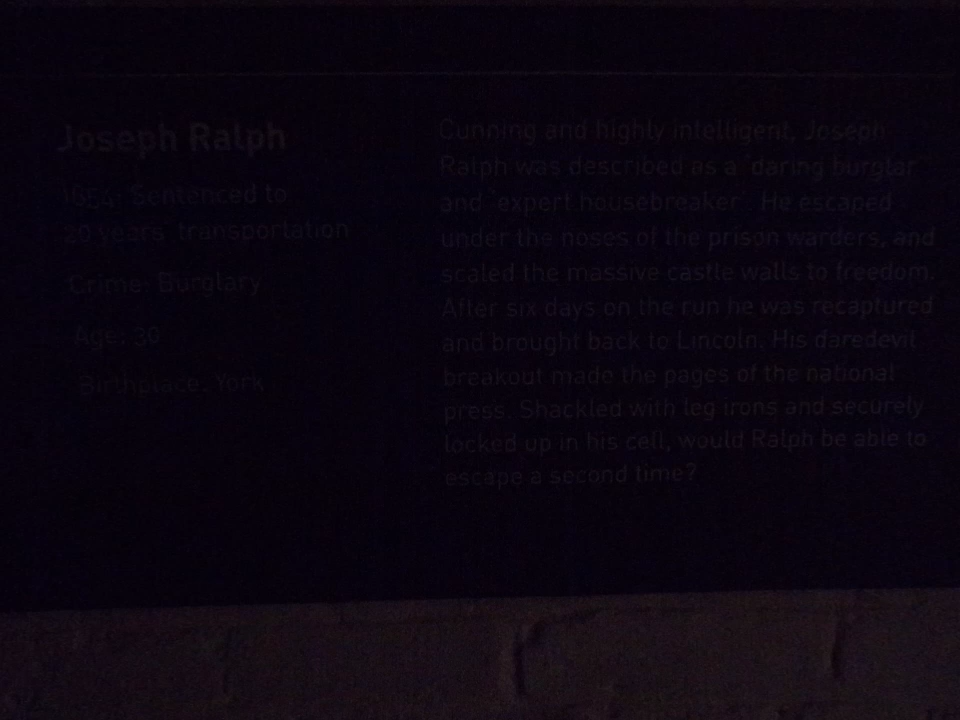 Joseph Ralph
1854: Sentenced to
20 years' transportation
Crime: Burglary
Age: 30
Birthplace: York
Cunning and highly intelligent, Joseph
Ralph was described as a 'daring burglar
and 'expert housebreaker'. He escaped
under the noses of the prison warders, and
scaled the massive castle walls to freedom.
After six days on the run he was recaptured
and brought back to Lincoln. His daredevil
breakout made the pages of the national
press. Shackled with leg irons and securely
locked up in his cell, would Ralph be able to
escape a second time?